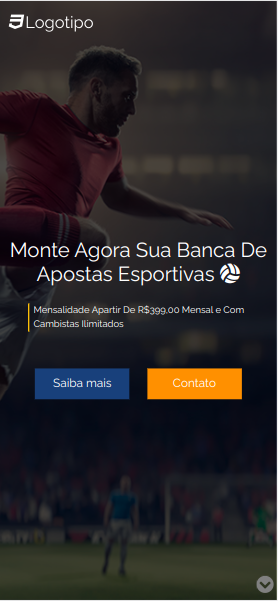 Logotipo
Monte Agora Sua Banca De
Apostas Esportivas
Mensalidade Apartir De R$399.00 Mensal e Com
Cambistas Ilimitados
Saiba mais
Contato